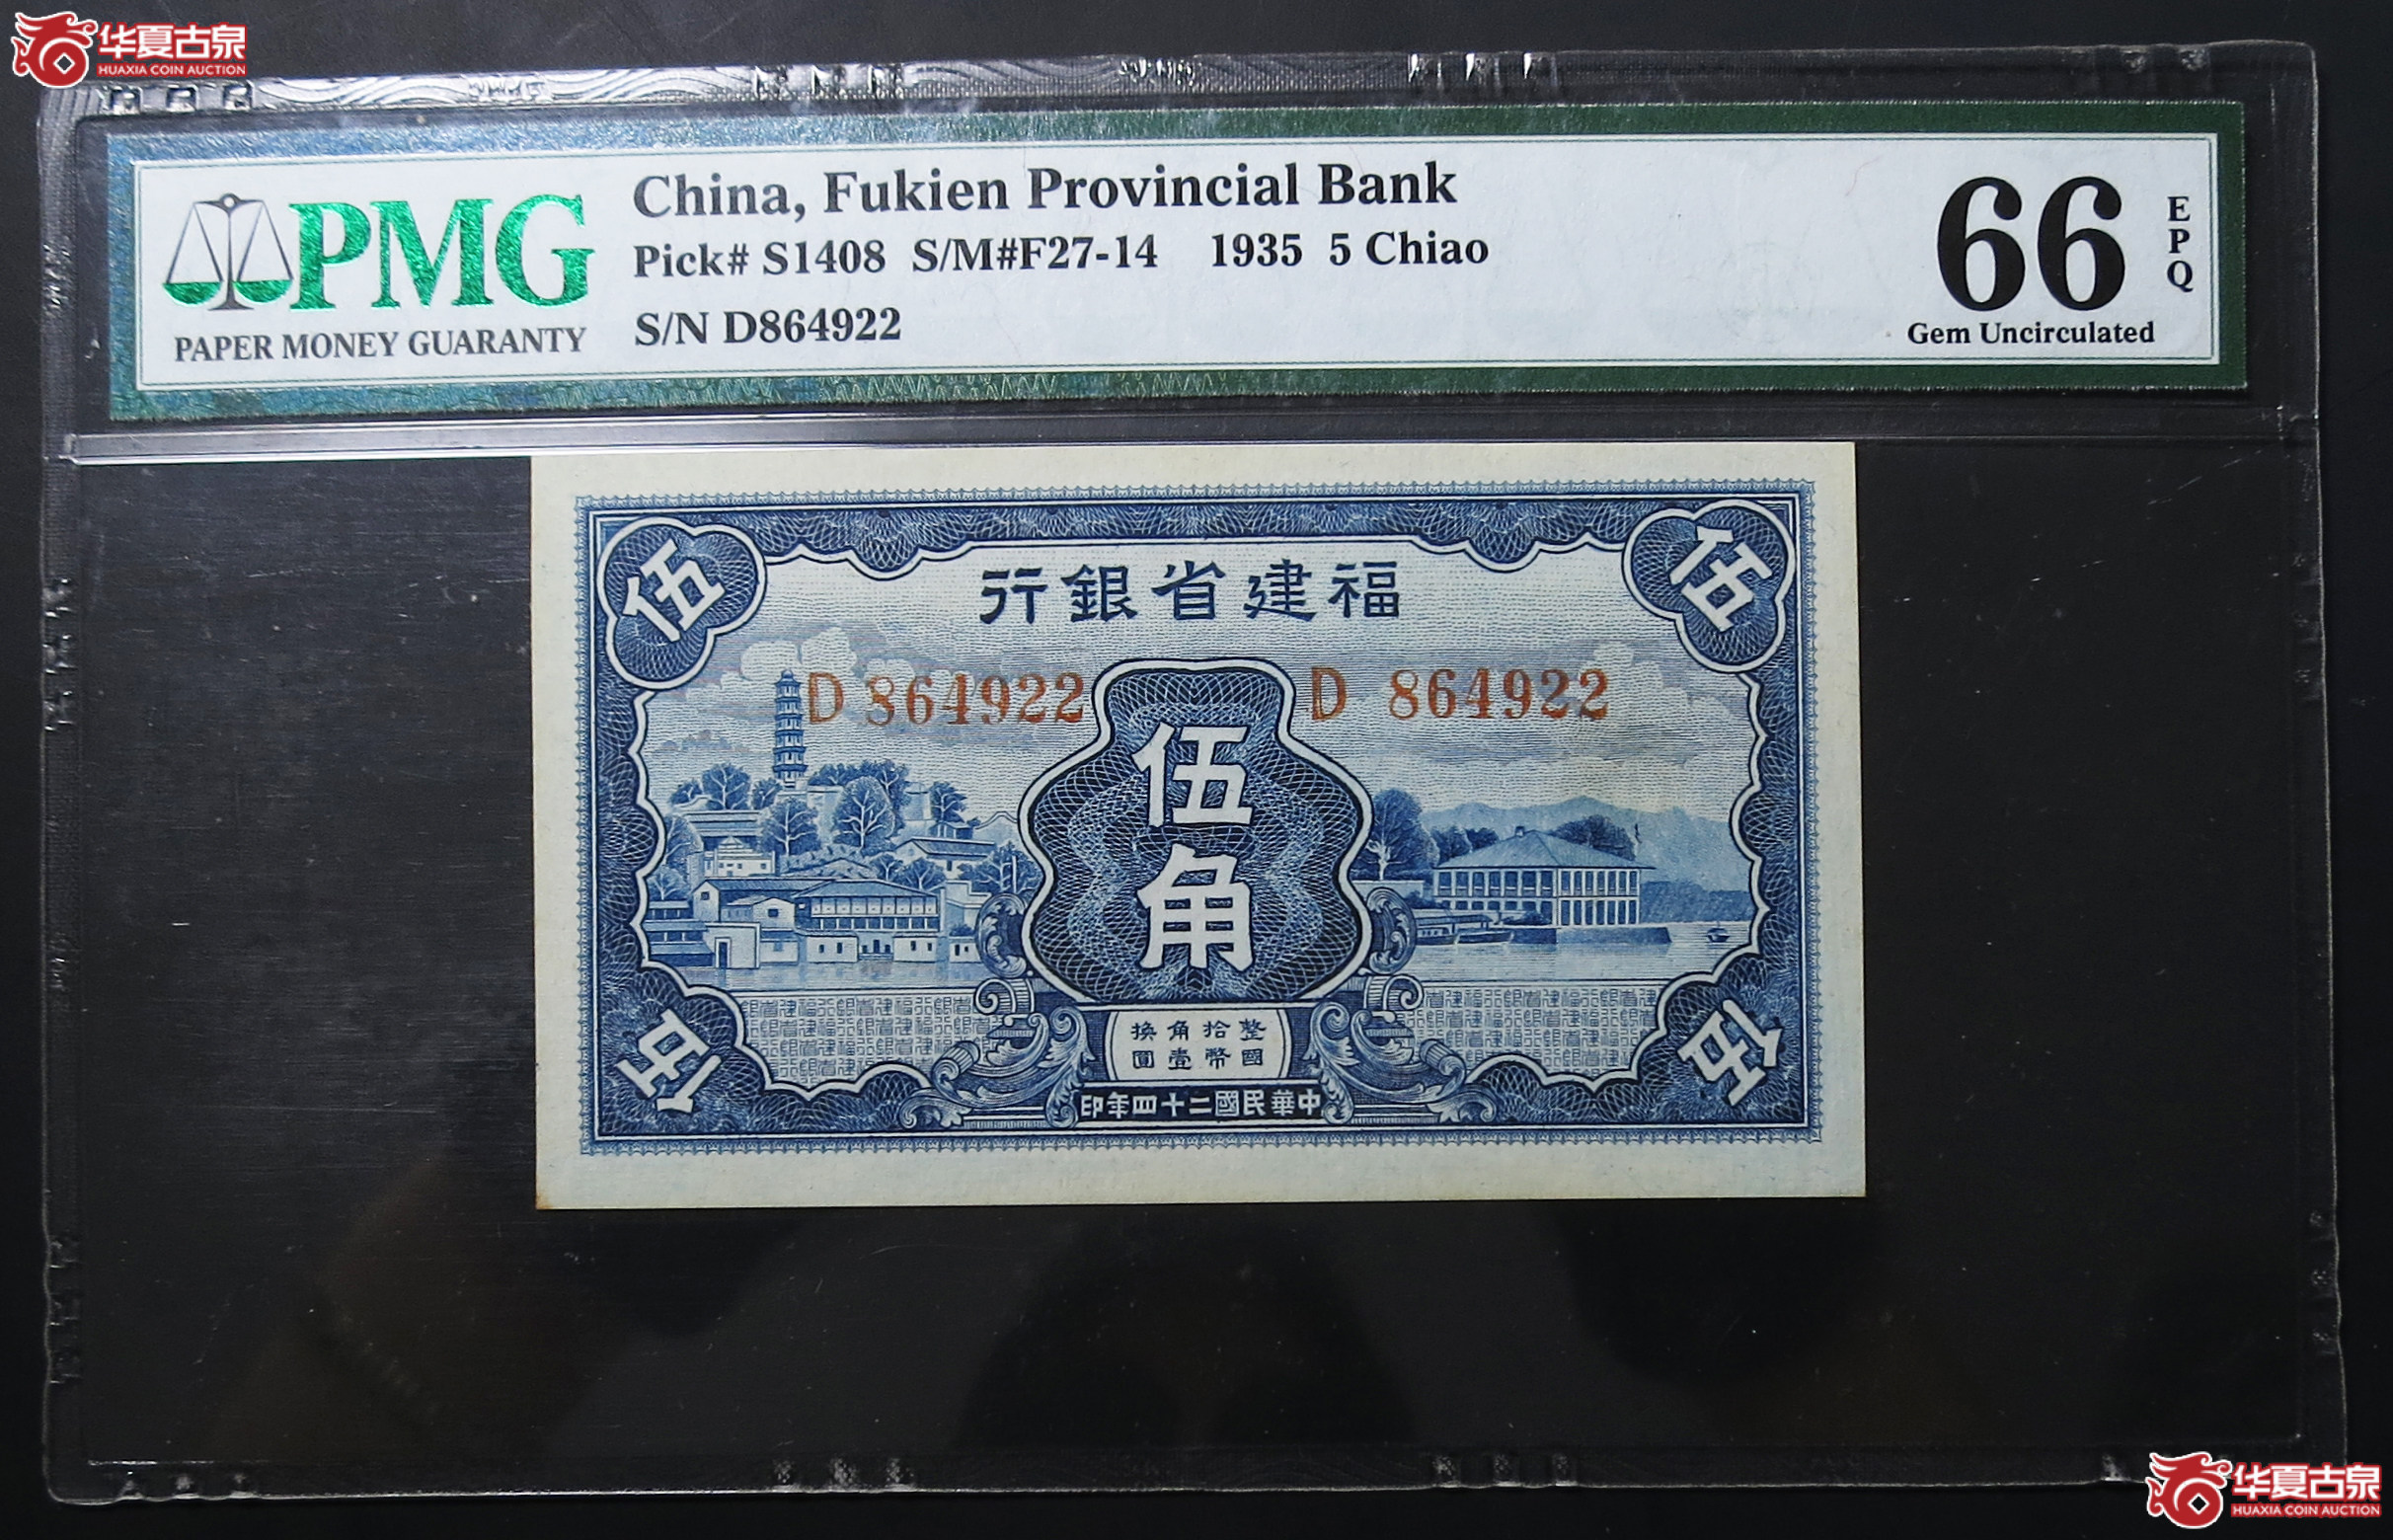 华夏古泉
HUAXIA COIN AUCTION
PMG
PAPER MONEY GUARANTY
China, Fukien Provincial Bank
Pick# S1408 S/M#F27-14 1935 5 Chiao
S/N D864922
66
EPQ
Gem Uncirculated
伍
伍
福建省銀行
D 864922
D 864922
伍角
整拾角換
國幣壹圓
中華民國二十四年印
伍
伍
华夏古泉
HUAXIA COIN AUCTION